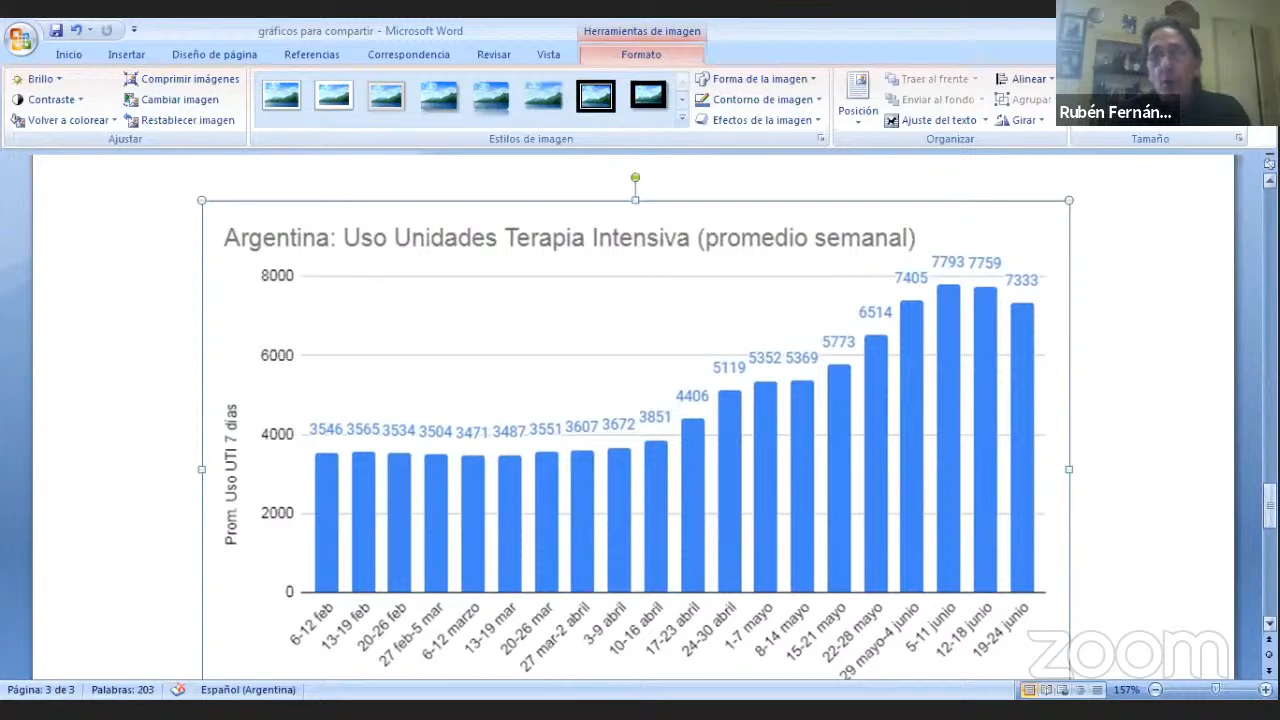 gráficos para compartir - Microsoft Word
Herramientas de imagen
Inicio Insertar Diseño de página Referencias Correspondencia Revisar Vista Formato
Brillo Comprimir imágenes Forma de la imagen Traer al frente Alinear
Contraste Cambiar imagen Contorno de imagen Posición Enviar al fondo Agrupar
Volver a colorear Restablecer imagen Efectos de la imagen Ajuste del texto Girar
Ajustar Estilos de imagen Organizar Tamaño
Rubén Fernán...
Argentina: Uso Unidades Terapia Intensiva (promedio semanal)
Prom. Uso UTI 7 días
8000
6000
4000
2000
0
3546 3565 3534 3504 3471 3487 3551 3607 3672 3851 4406 5119 5352 5369 5773 6514 7405 7793 7759 7333
6-12 feb
13-19 feb
20-26 feb
27 feb-5 mar
6-12 marzo
13-19 mar
20-26 mar
27 mar-2 abril
3-9 abril
10-16 abril
17-23 abril
24-30 abril
1-7 mayo
8-14 mayo
15-21 mayo
22-28 mayo
29 mayo-4 junio
5-11 junio
12-18 junio
19-24 junio
zoom
Página: 3 de 3 Palabras: 203 Español (Argentina) 157%